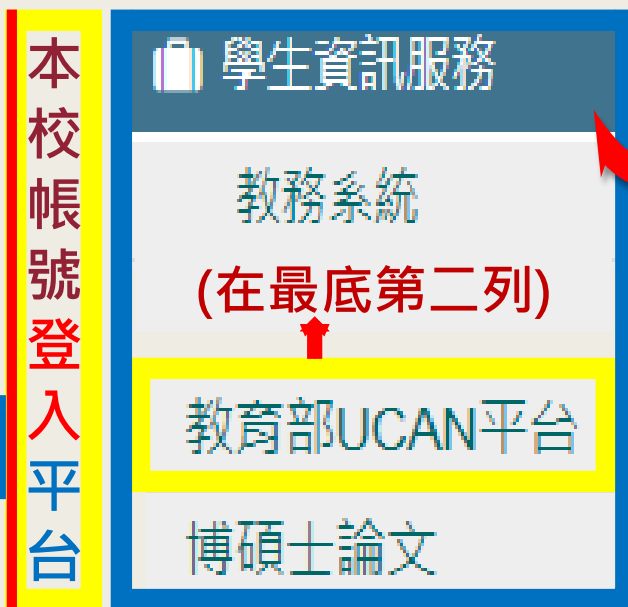 本校帳號登入平台
學生資訊服務
教務系統
(在最底第二列)
教育部UCAN平台
博碩士論文